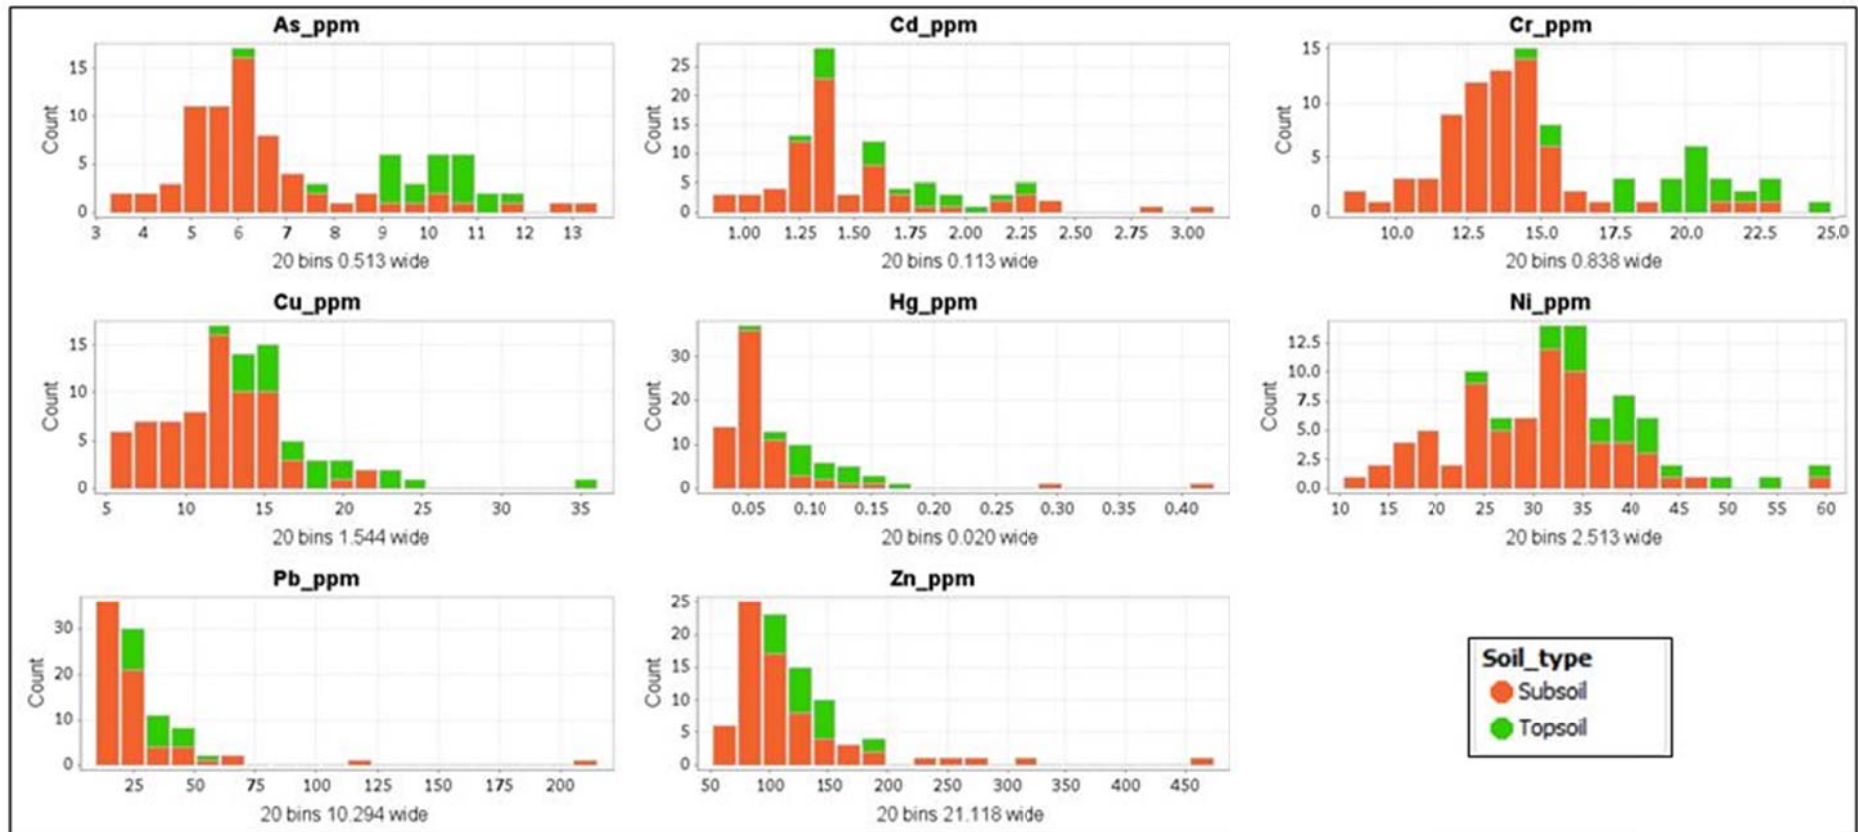 As_ppm
Cd_ppm
Cr_ppm
Count
15
10
5
0
3 4 5 6 7 8 9 10 11 12 13
20 bins 0.513 wide
Count
25
20
15
10
5
0
1.00 1.25 1.50 1.75 2.00 2.25 2.50 2.75 3.00
20 bins 0.113 wide
Count
15
10
5
0
10.0 12.5 15.0 17.5 20.0 22.5 25.0
20 bins 0.838 wide
Cu_ppm
Hg_ppm
Ni_ppm
Count
15
10
5
0
5 10 15 20 25 30 35
20 bins 1.544 wide
Count
30
20
10
0
0.05 0.10 0.15 0.20 0.25 0.30 0.35 0.40
20 bins 0.020 wide
Count
12.5
10.0
7.5
5.0
2.5
0.0
10 15 20 25 30 35 40 45 50 55 60
20 bins 2.513 wide
Pb_ppm
Zn_ppm
Count
30
20
10
0
25 50 75 100 125 150 175 200
20 bins 10.294 wide
Count
25
20
15
10
5
0
50 100 150 200 250 300 350 400 450
20 bins 21.118 wide
Soil_type
Subsoil
Topsoil